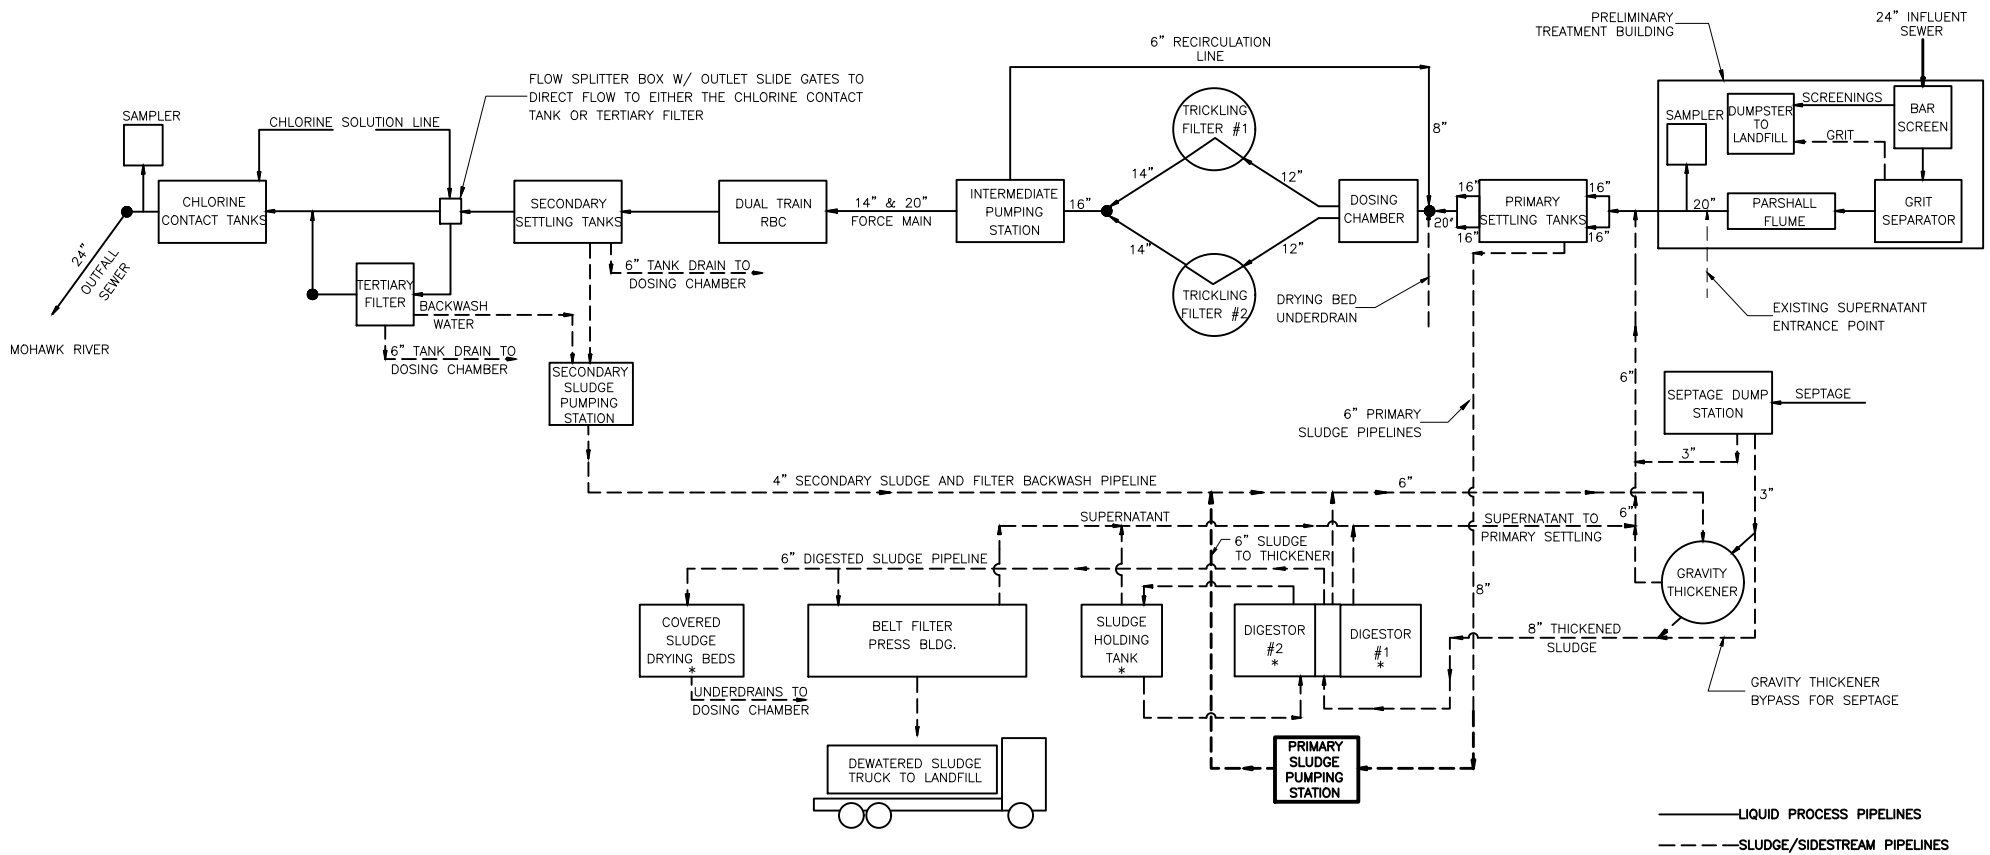 PRELIMINARY
TREATMENT BUILDING
24” INFLUENT
SEWER
6” RECIRCULATION
LINE
FLOW SPLITTER BOX W/ OUTLET SLIDE GATES TO
DIRECT FLOW TO EITHER THE CHLORINE CONTACT
TANK OR TERTIARY FILTER
SAMPLER
CHLORINE SOLUTION LINE
TRICKLING
FILTER #1
8”
SAMPLER
DUMPSTER
TO
LANDFILL
SCREENINGS
GRIT
BAR
SCREEN
CHLORINE
CONTACT TANKS
SECONDARY
SETTLING TANKS
DUAL TRAIN
RBC
14” & 20”
FORCE MAIN
INTERMEDIATE
PUMPING
STATION
16”
14”
12”
14”
12”
DOSING
CHAMBER
20”
16”
16”
PRIMARY
SETTLING TANKS
16”
16”
20”
PARSHALL
FLUME
GRIT
SEPARATOR
24”
OUTFALL
SEWER
MOHAWK RIVER
TERTIARY
FILTER
BACKWASH
WATER
6” TANK DRAIN TO
DOSING CHAMBER
6” TANK DRAIN TO
DOSING CHAMBER
TRICKLING
FILTER #2
DRYING BED
UNDERDRAIN
EXISTING SUPERNATANT
ENTRANCE POINT
SECONDARY
SLUDGE
PUMPING
STATION
6” PRIMARY
SLUDGE PIPELINES
6”
SEPTAGE DUMP
STATION
SEPTAGE
3”
3”
4” SECONDARY SLUDGE AND FILTER BACKWASH PIPELINE
6”
6”
SUPERNATANT
SUPERNATANT TO
PRIMARY SETTLING
6” SLUDGE
TO THICKENER
6” DIGESTED SLUDGE PIPELINE
8”
GRAVITY
THICKENER
COVERED
SLUDGE
DRYING BEDS
*
BELT FILTER
PRESS BLDG.
SLUDGE
HOLDING
TANK
*
DIGESTOR
#2
*
DIGESTOR
#1
*
8” THICKENED
SLUDGE
UNDERDRAINS TO
DOSING CHAMBER
GRAVITY THICKENER
BYPASS FOR SEPTAGE
DEWATERED SLUDGE
TRUCK TO LANDFILL
PRIMARY
SLUDGE
PUMPING
STATION
LIQUID PROCESS PIPELINES
SLUDGE/SIDESTREAM PIPELINES